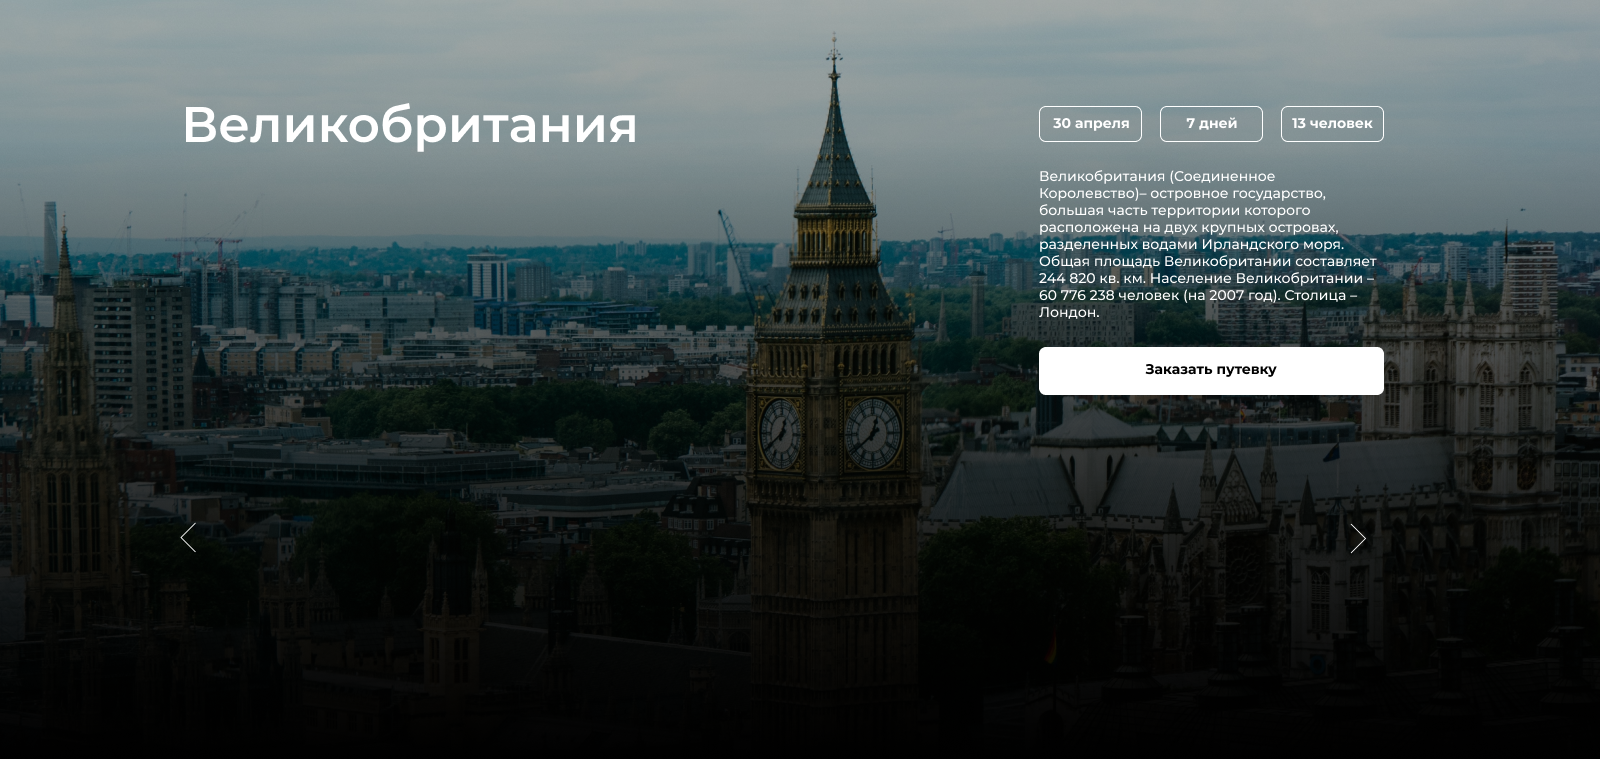 Великобритания
30 апреля
7 дней
13 человек
Великобритания (Соединенное
Королевство)– островное государство,
большая часть территории которого
расположена на двух крупных островах,
разделенных водами Ирландского моря.
Общая площадь Великобритании составляет
244 820 кв. км. Население Великобритании –
60 776 238 человек (на 2007 год). Столица –
Лондон.
Заказать путевку